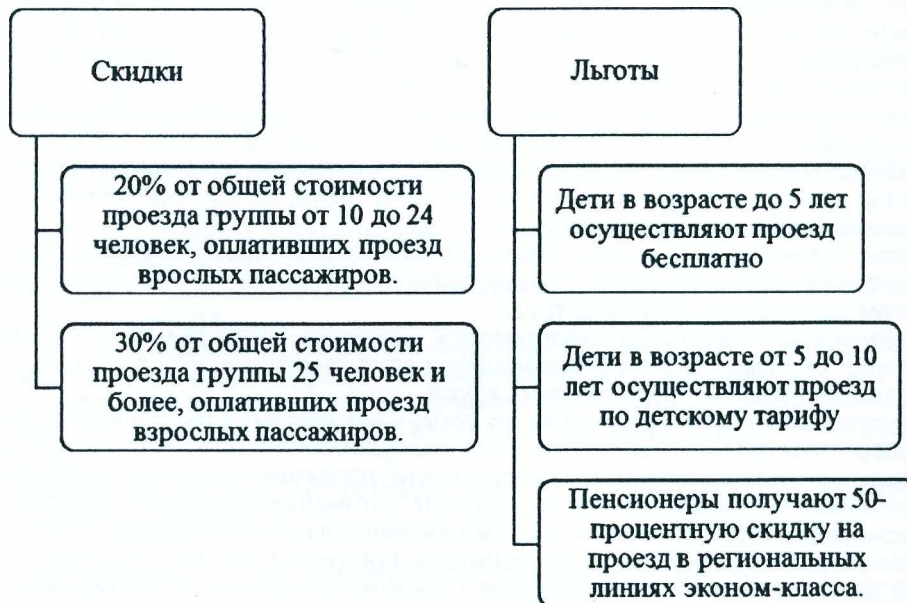 Скидки
20% от общей стоимости
проезда группы от 10 до 24
человек, оплативших проезд
врослых пассажиров.
30% от общей стоимости
проезда группы 25 человек и
более, оплативших проезд
взрослых пассажиров.
Льготы
Дети в возрасте до 5 лет
осуществляют проезд
бесплатно
Дети в возрасте от 5 до 10
лет осуществляют проезд
по детскому тарифу
Пенсионеры получают 50-
процентную скидку на
проезд в региональных
линиях эконом-класса.